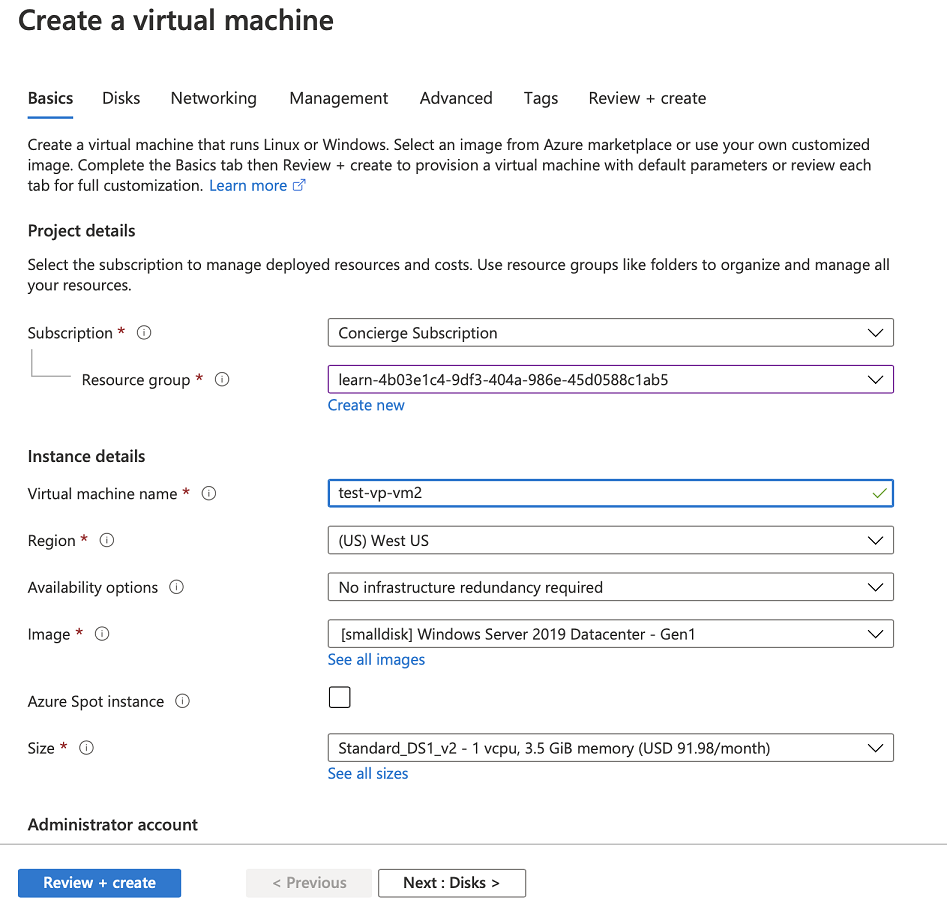 Create a virtual machine
Basics Disks Networking Management Advanced Tags Review + create
Create a virtual machine that runs Linux or Windows. Select an image from Azure marketplace or use your own customized
image. Complete the Basics tab then Review + create to provision a virtual machine with default parameters or review each
tab for full customization. Learn more
Project details
Select the subscription to manage deployed resources and costs. Use resource groups like folders to organize and manage all
your resources.
Subscription * Concierge Subscription
Resource group * learn-4b03e1c4-9df3-404a-986e-45d0588c1ab5
Create new
Instance details
Virtual machine name * test-vp-vm2
Region * (US) West US
Availability options No infrastructure redundancy required
Image * [smalldisk] Windows Server 2019 Datacenter - Gen1
See all images
Azure Spot instance
Size * Standard_DS1_v2 - 1 vcpu, 3.5 GiB memory (USD 91.98/month)
See all sizes
Administrator account
Review + create < Previous Next : Disks >